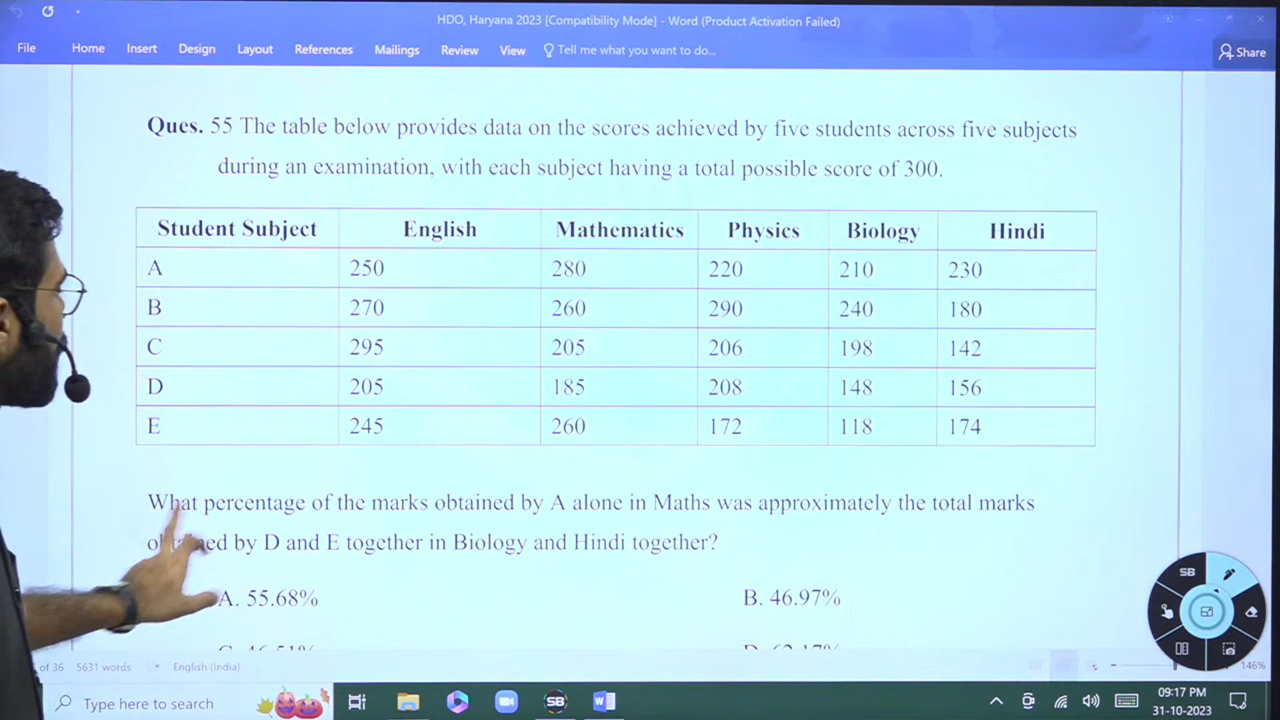 HDO, Haryana 2023 [Compatibility Mode] - Word (Product Activation Failed)
File Home Insert Design Layout References Mailings Review View Tell me what you want to do... Share
Ques. 55 The table below provides data on the scores achieved by five students across five subjects
during an examination, with each subject having a total possible score of 300.
Student Subject English Mathematics Physics Biology Hindi
A 250 280 220 210 230
B 270 260 290 240 180
C 295 205 206 198 142
D 205 185 208 148 156
E 245 260 172 118 174
What percentage of the marks obtained by A alone in Maths was approximately the total marks
obtained by D and E together in Biology and Hindi together?
A. 55.68% B. 46.97%
of 36 5631 words English (India) 146%
Type here to search SB W 09:17 PM
31-10-2023
SB